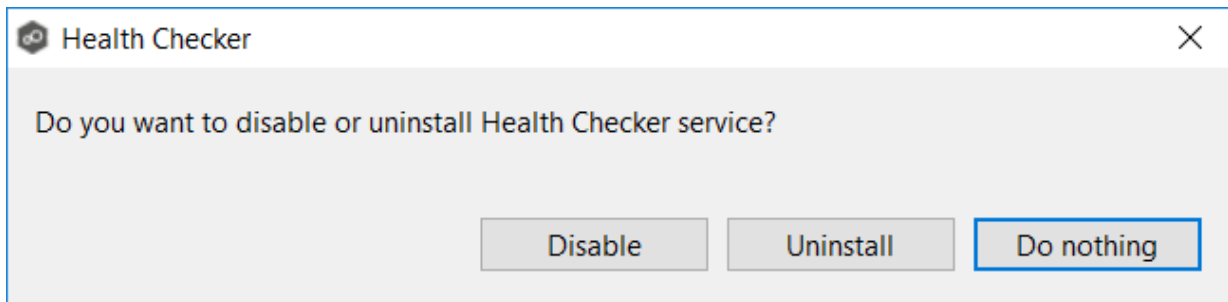 Health Checker
Do you want to disable or uninstall Health Checker service?
Disable Uninstall Do nothing